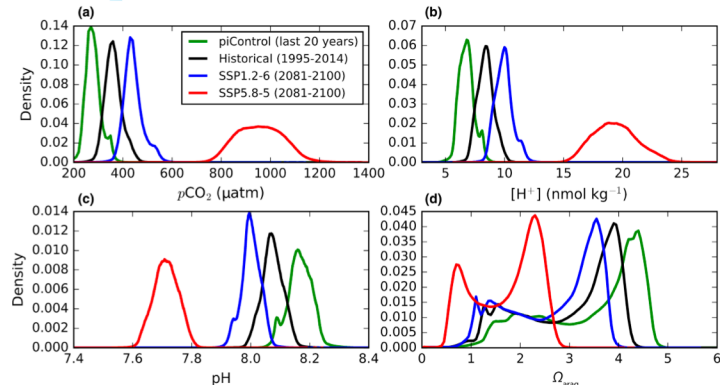 (a)
0.14
0.12
0.10
0.08
0.06
0.04
0.02
0.00
Density
piControl (last 20 years)
Historical (1995-2014)
SSP1.2-6 (2081-2100)
SSP5.8-5 (2081-2100)
200 400 600 800 1000 1200 1400
pCO₂ (µatm)
(b)
0.07
0.06
0.05
0.04
0.03
0.02
0.01
0.00
5 10 15 20 25
[H⁺] (nmol kg⁻¹)
(c)
0.014
0.012
0.010
0.008
0.006
0.004
0.002
0.000
Density
7.4 7.6 7.8 8.0 8.2 8.4
pH
(d)
0.045
0.040
0.035
0.030
0.025
0.020
0.015
0.010
0.005
0.000
0 1 2 3 4 5 6
Ω arag